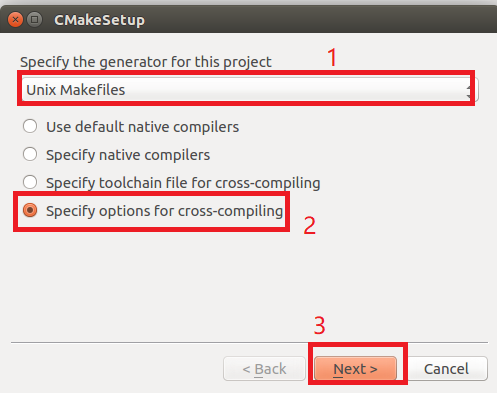 CMakeSetup
Specify the generator for this project
1
Unix Makefiles
Use default native compilers
Specify native compilers
Specify toolchain file for cross-compiling
Specify options for cross-compiling
2
3
< Back
Next >
Cancel